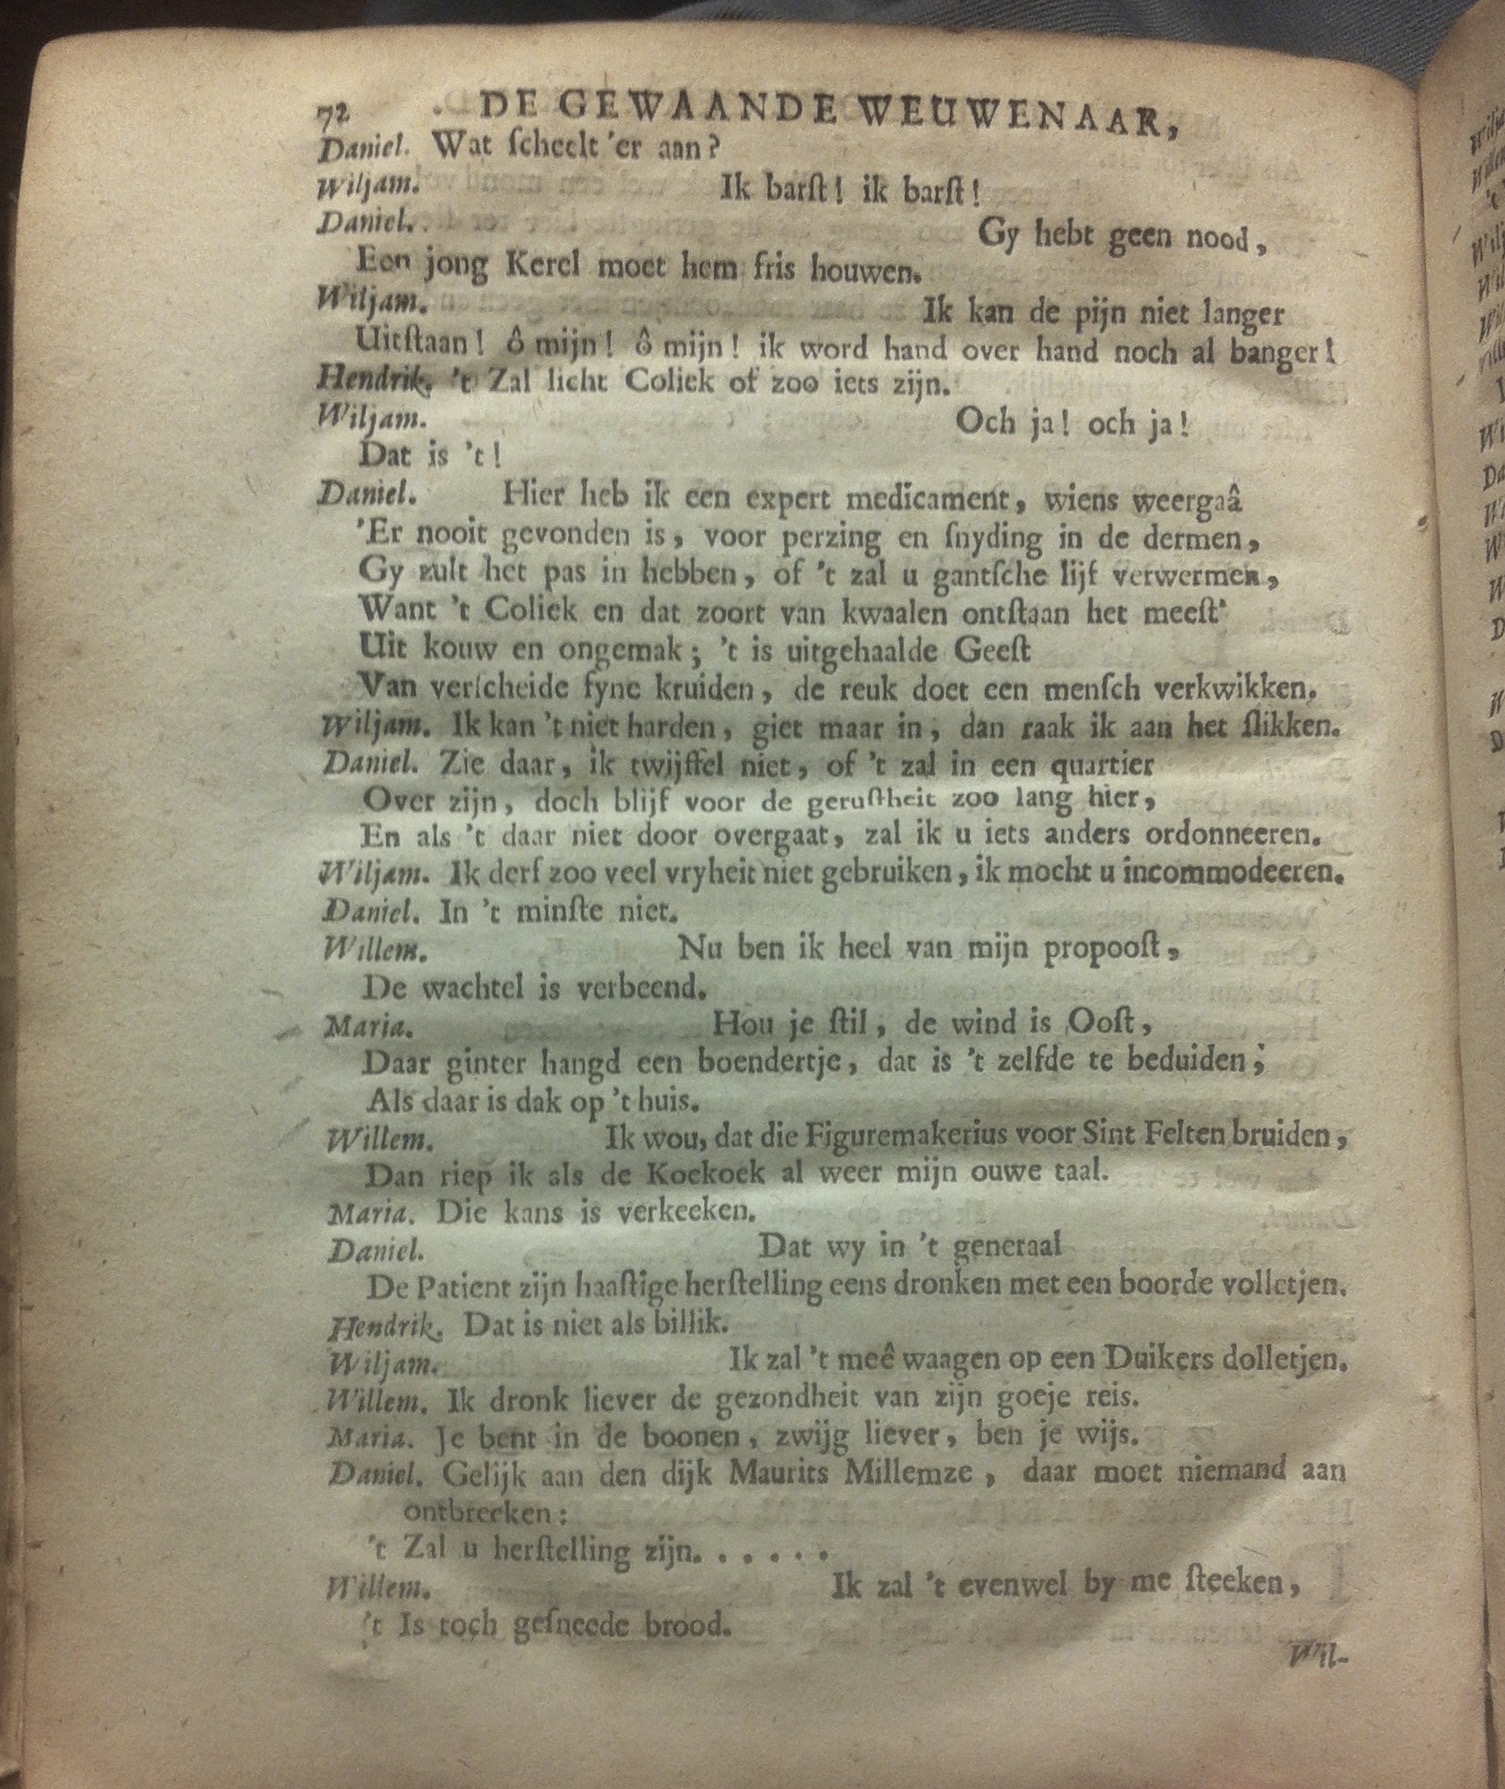 72 DE GEWAANDE WEUWENAAR,
Daniel. Wat ſcheelt 'er aan?
Wiljam. Ik barſt! ik barſt!
Daniel. Gy hebt geen nood,
Een jong Kerel moet hem fris houwen.
Wiljam. Ik kan de pijn niet langer
Uitſtaan! ô mijn! ô mijn! ik word hand over hand noch al banger!
Hendrik. 't Zal licht Coliek of zoo iets zijn.
Wiljam. Och ja! och ja!
Dat is 't!
Daniel. Hier heb ik een expert medicament, wiens weergaâ
'Er nooit gevonden is, voor perzing en ſnyding in de dermen,
Gy zult het pas in hebben, of 't zal u gantſche lijf verwermen,
Want 't Coliek en dat zoort van kwaalen ontſtaan het meeſt'
Uit kouw en ongemak; 't is uitgehaalde Geeſt
Van verſcheide fyne kruiden, de reuk doet een menſch verkwikken.
Wiljam. Ik kan 't niet harden, giet maar in, dan raak ik aan het ſlikken.
Daniel. Zie daar, ik twijffel niet, of 't zal in een quartier
Over zijn, doch blijf voor de geruſtheit zoo lang hier,
En als 't daar niet door overgaat, zal ik u iets anders ordonneeren.
Wiljam. Ik derf zoo veel vryheit niet gebruiken, ik mocht u incommodeeren.
Daniel. In 't minſte niet.
Willem. Nu ben ik heel van mijn propooſt,
De wachtel is verbeend.
Maria. Hou je ſtil, de wind is Ooſt,
Daar ginter hangd een boendertje, dat is 't zelfde te beduiden;
Als daar is dak op 't huis.
Willem. Ik wou, dat die Figuremakerius voor Sint Felten bruiden,
Dan riep ik als de Koekoek al weer mijn ouwe taal.
Maria. Die kans is verkeeken.
Daniel. Dat wy in 't generaal
De Patient zijn haaſtige herſtelling eens dronken met een boorde volletjen.
Hendrik. Dat is niet als billik.
Wiljam. Ik zal 't meê waagen op een Duikers dolletjen.
Willem. Ik dronk liever de gezondheit van zijn goeje reis.
Maria. Je bent in de boonen, zwijg liever, ben je wijs.
Daniel. Gelijk aan den dijk Maurits Millemze, daar moet niemand aan
ontbreeken:
't Zal u herſtelling zijn. . . . . . .
Willem. Ik zal 't evenwel by me ſteeken,
't Is toch geſneede brood.
Wil-